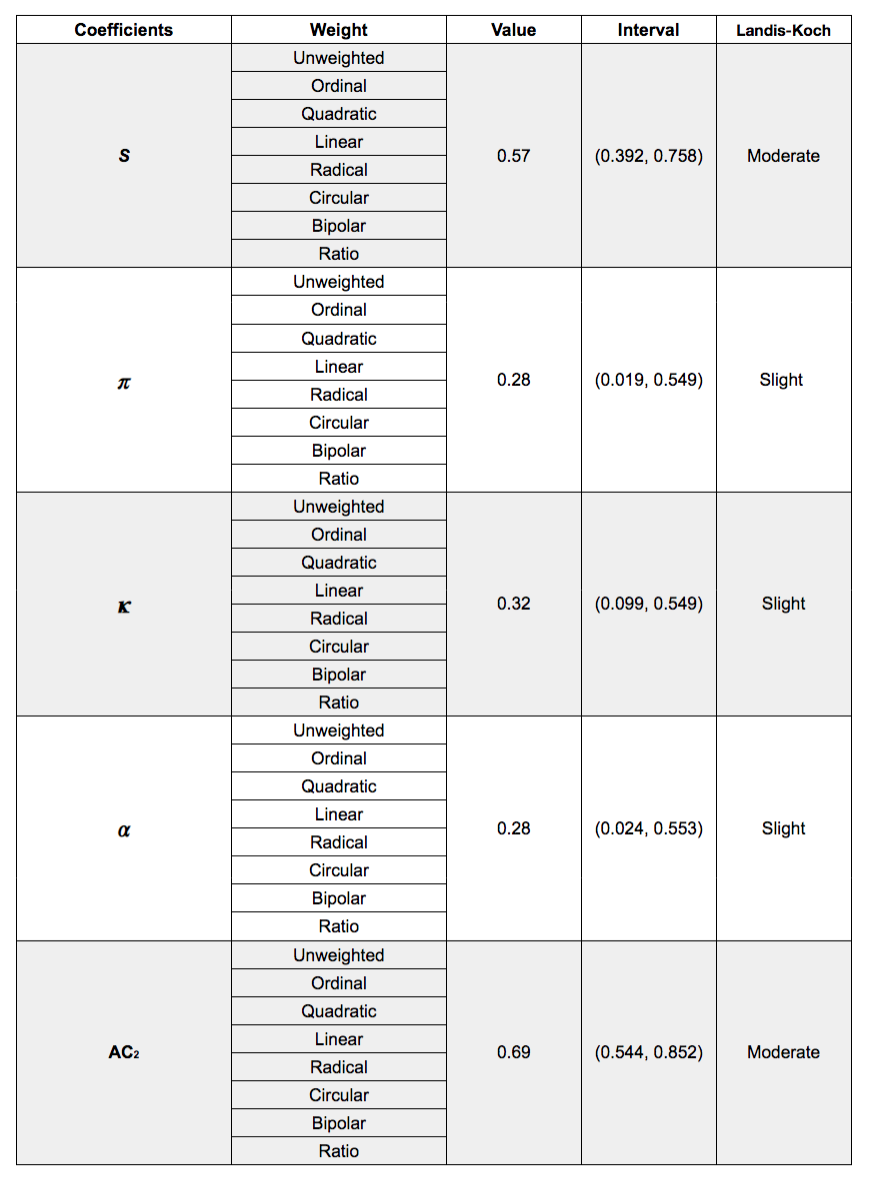 Coefficients Weight Value Interval Landis-Koch
Unweighted
Ordinal
Quadratic
Linear
S 0.57 (0.392, 0.758) Moderate
Radical
Circular
Bipolar
Ratio
Unweighted
Ordinal
Quadratic
Linear
π 0.28 (0.019, 0.549) Slight
Radical
Circular
Bipolar
Ratio
Unweighted
Ordinal
Quadratic
Linear
κ 0.32 (0.099, 0.549) Slight
Radical
Circular
Bipolar
Ratio
Unweighted
Ordinal
Quadratic
Linear
α 0.28 (0.024, 0.553) Slight
Radical
Circular
Bipolar
Ratio
Unweighted
Ordinal
Quadratic
Linear
AC₂ 0.69 (0.544, 0.852) Moderate
Radical
Circular
Bipolar
Ratio